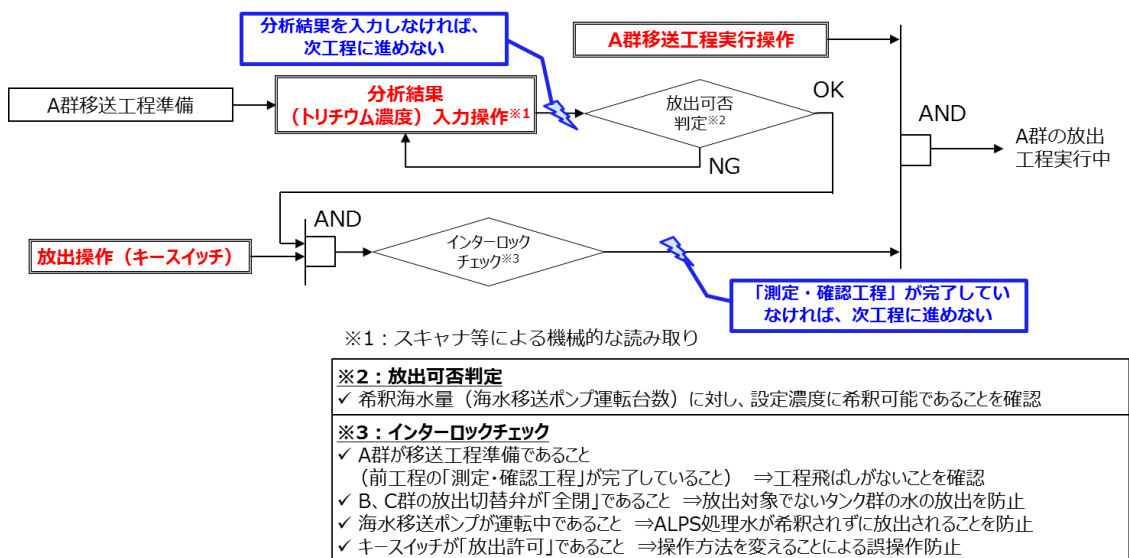 分析結果を入力しなければ、
次工程に進めない
A群移送工程実行操作
A群移送工程準備
分析結果
（トリチウム濃度）入力操作※1
放出可否
判定※2
OK
NG
AND
A群の放出
工程実行中
放出操作（キースイッチ）
AND
インターロック
チェック※3
「測定・確認工程」が完了してい
なければ、次工程に進めない
※1：スキャナ等による機械的な読み取り
※2：放出可否判定
✓ 希釈海水量（海水移送ポンプ運転台数）に対し、設定濃度に希釈可能であることを確認
※3：インターロックチェック
✓ A群が移送工程準備であること
（前工程の「測定・確認工程」が完了していること） ⇒工程飛ばしがないことを確認
✓ B、C群の放出切替弁が「全閉」であること ⇒放出対象でないタンク群の水の放出を防止
✓ 海水移送ポンプが運転中であること ⇒ALPS処理水が希釈されずに放出されることを防止
✓ キースイッチが「放出許可」であること ⇒操作方法を変えることによる誤操作防止